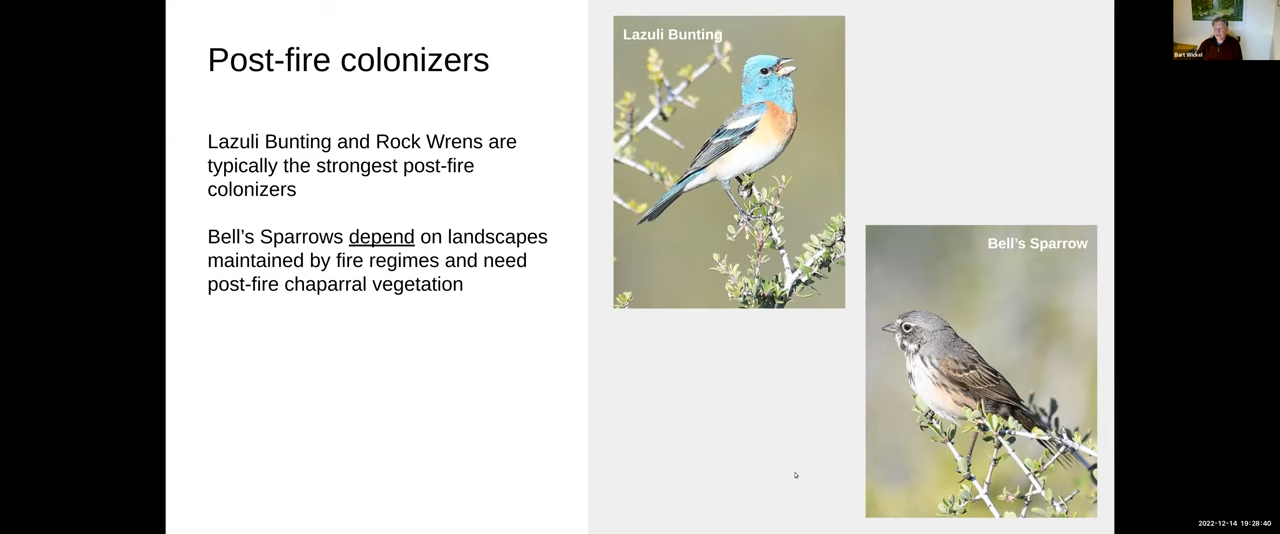 Post-fire colonizers
Lazuli Bunting and Rock Wrens are
typically the strongest post-fire
colonizers
Bell’s Sparrows depend on landscapes
maintained by fire regimes and need
post-fire chaparral vegetation
Lazuli Bunting
Bell’s Sparrow
Bart Wickel
2022-12-14 19:28:40